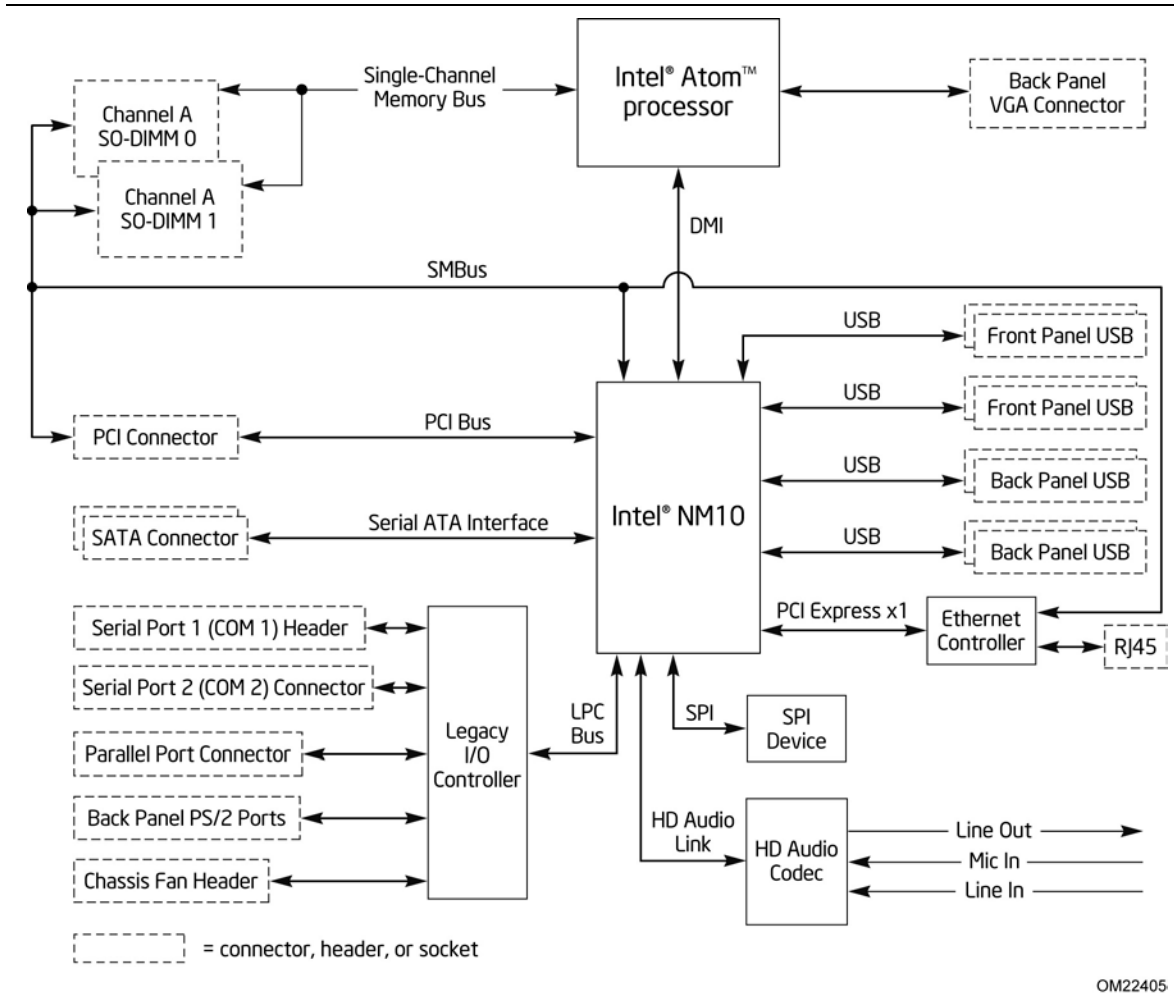 Single-Channel
Memory Bus
Intel® Atom™
processor
Back Panel
VGA Connector
Channel A
SO-DIMM 0
Channel A
SO-DIMM 1
DMI
SMBus
USB
Front Panel USB
USB
Front Panel USB
PCI Connector
PCI Bus
USB
Back Panel USB
Intel® NM10
SATA Connector
Serial ATA Interface
USB
Back Panel USB
PCI Express x1
Ethernet
Controller
RJ45
Serial Port 1 (COM 1) Header
Serial Port 2 (COM 2) Connector
Parallel Port Connector
Back Panel PS/2 Ports
Chassis Fan Header
Legacy
I/O
Controller
LPC
Bus
SPI
SPI
Device
HD Audio
Link
HD Audio
Codec
Line Out
Mic In
Line In
= connector, header, or socket
OM22405